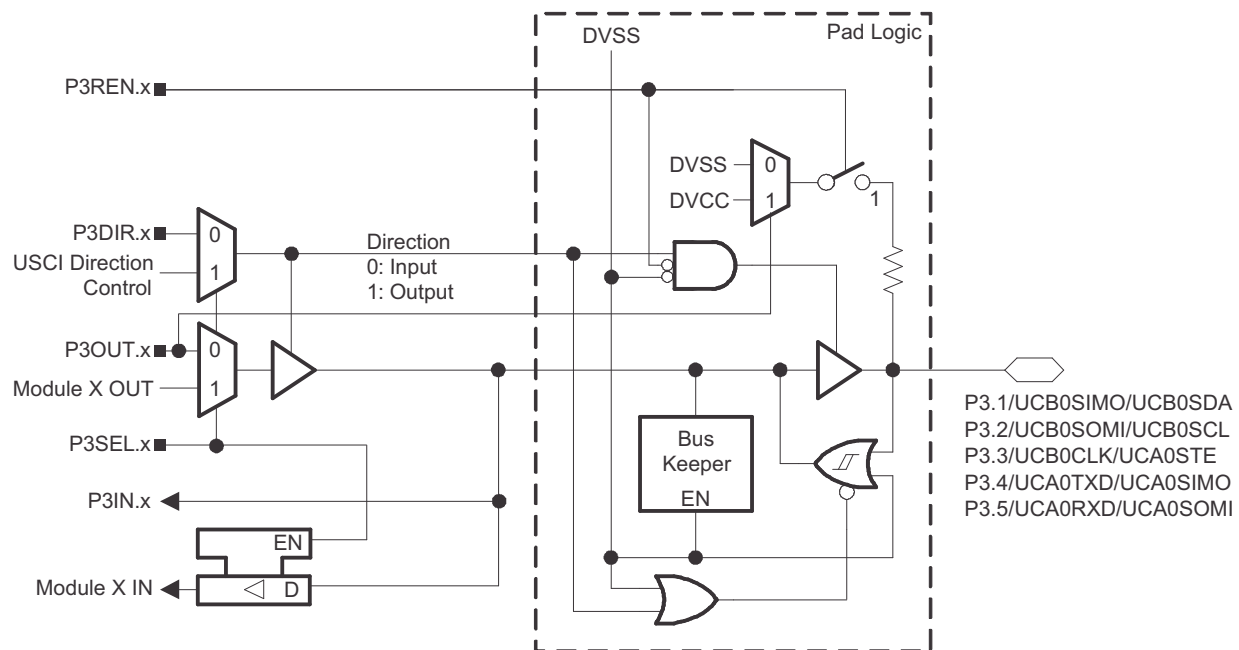 Pad Logic
DVSS
P3REN.x
DVSS
0
DVCC
1
1
P3DIR.x
0
USCI Direction
Control
1
Direction
0: Input
1: Output
P3OUT.x
0
Module X OUT
1
P3SEL.x
Bus
Keeper
EN
P3.1/UCB0SIMO/UCB0SDA
P3.2/UCB0SOMI/UCB0SCL
P3.3/UCB0CLK/UCA0STE
P3.4/UCA0TXD/UCA0SIMO
P3.5/UCA0RXD/UCA0SOMI
P3IN.x
EN
Module X IN
D